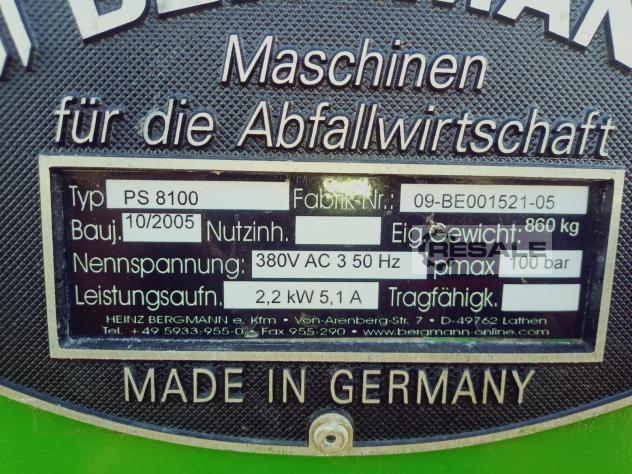 BERGMANN
Maschinen
für die Abfallwirtschaft
Typ PS 8100 Fabrik-Nr.: 09-BE001521-05
Bauj. 10/2005 Nutzinh. Eig.Gewicht: 860 kg
Nennspannung: 380V AC 3 50 Hz pmax 100 bar
RESALE
Leistungsaufn. 2,2 kW 5,1 A Tragfähigk.
HEINZ BERGMANN e. Kfm • Von-Arenberg-Str. 7 • D-49762 Lathen
Tel. +49 5933-955-0 • Fax 955-290 • www.bergmann-online.com
MADE IN GERMANY